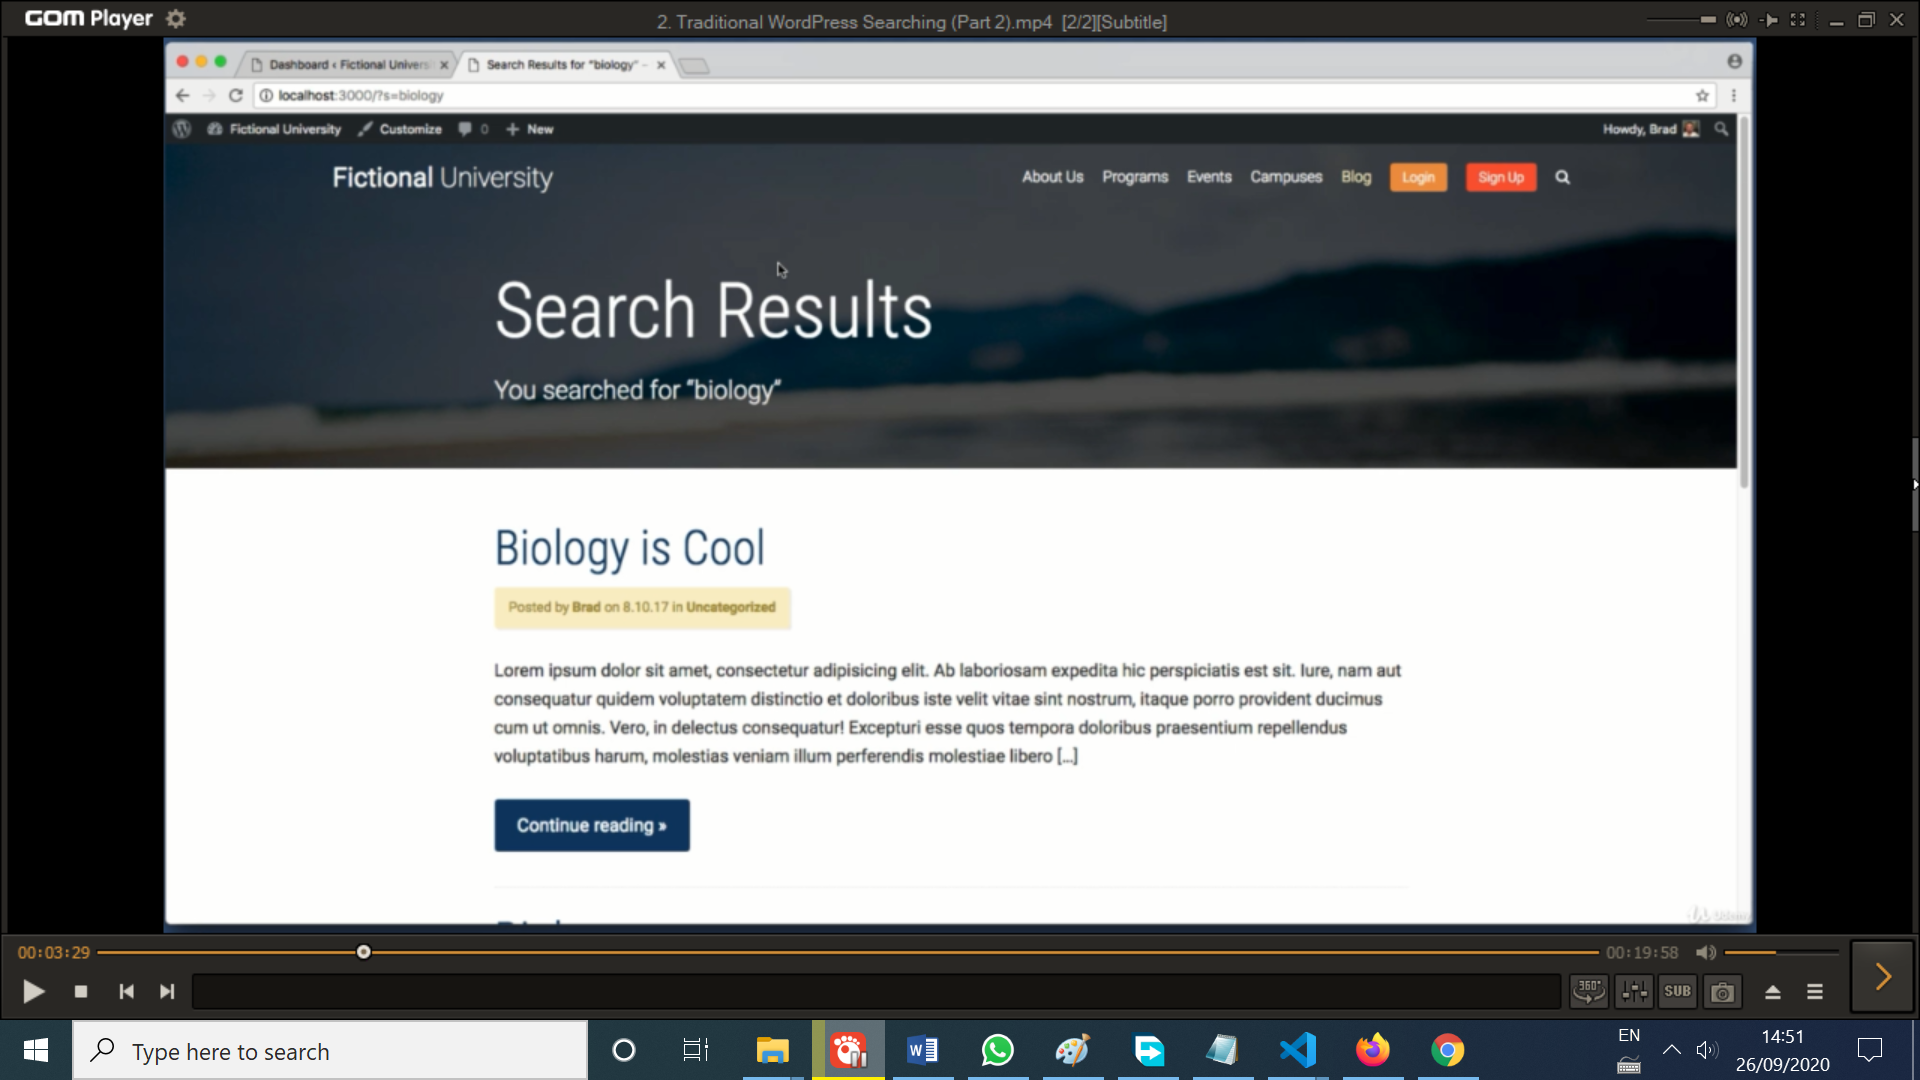 GOM Player
2. Traditional WordPress Searching (Part 2).mp4 [2/2][Subtitle]
Dashboard ‹ Fictional Universi
Search Results for “biology” –
localhost:3000/?s=biology
Fictional University
Customize
0
New
Howdy, Brad
Fictional University
About Us
Programs
Events
Campuses
Blog
Login
Sign Up
Search Results
You searched for “biology”
Biology is Cool
Posted by Brad on 8.10.17 in Uncategorized
Lorem ipsum dolor sit amet, consectetur adipisicing elit. Ab laboriosam expedita hic perspiciatis est sit. Iure, nam aut
consequatur quidem voluptatem distinctio et doloribus iste velit vitae sint nostrum, itaque porro provident ducimus
cum ut omnis. Vero, in delectus consequatur! Excepturi esse quos tempora doloribus praesentium repellendus
voluptatibus harum, molestias veniam illum perferendis molestiae libero [...]
Continue reading »
00:03:29
00:19:58
360°
SUB
Type here to search
EN
14:51
26/09/2020